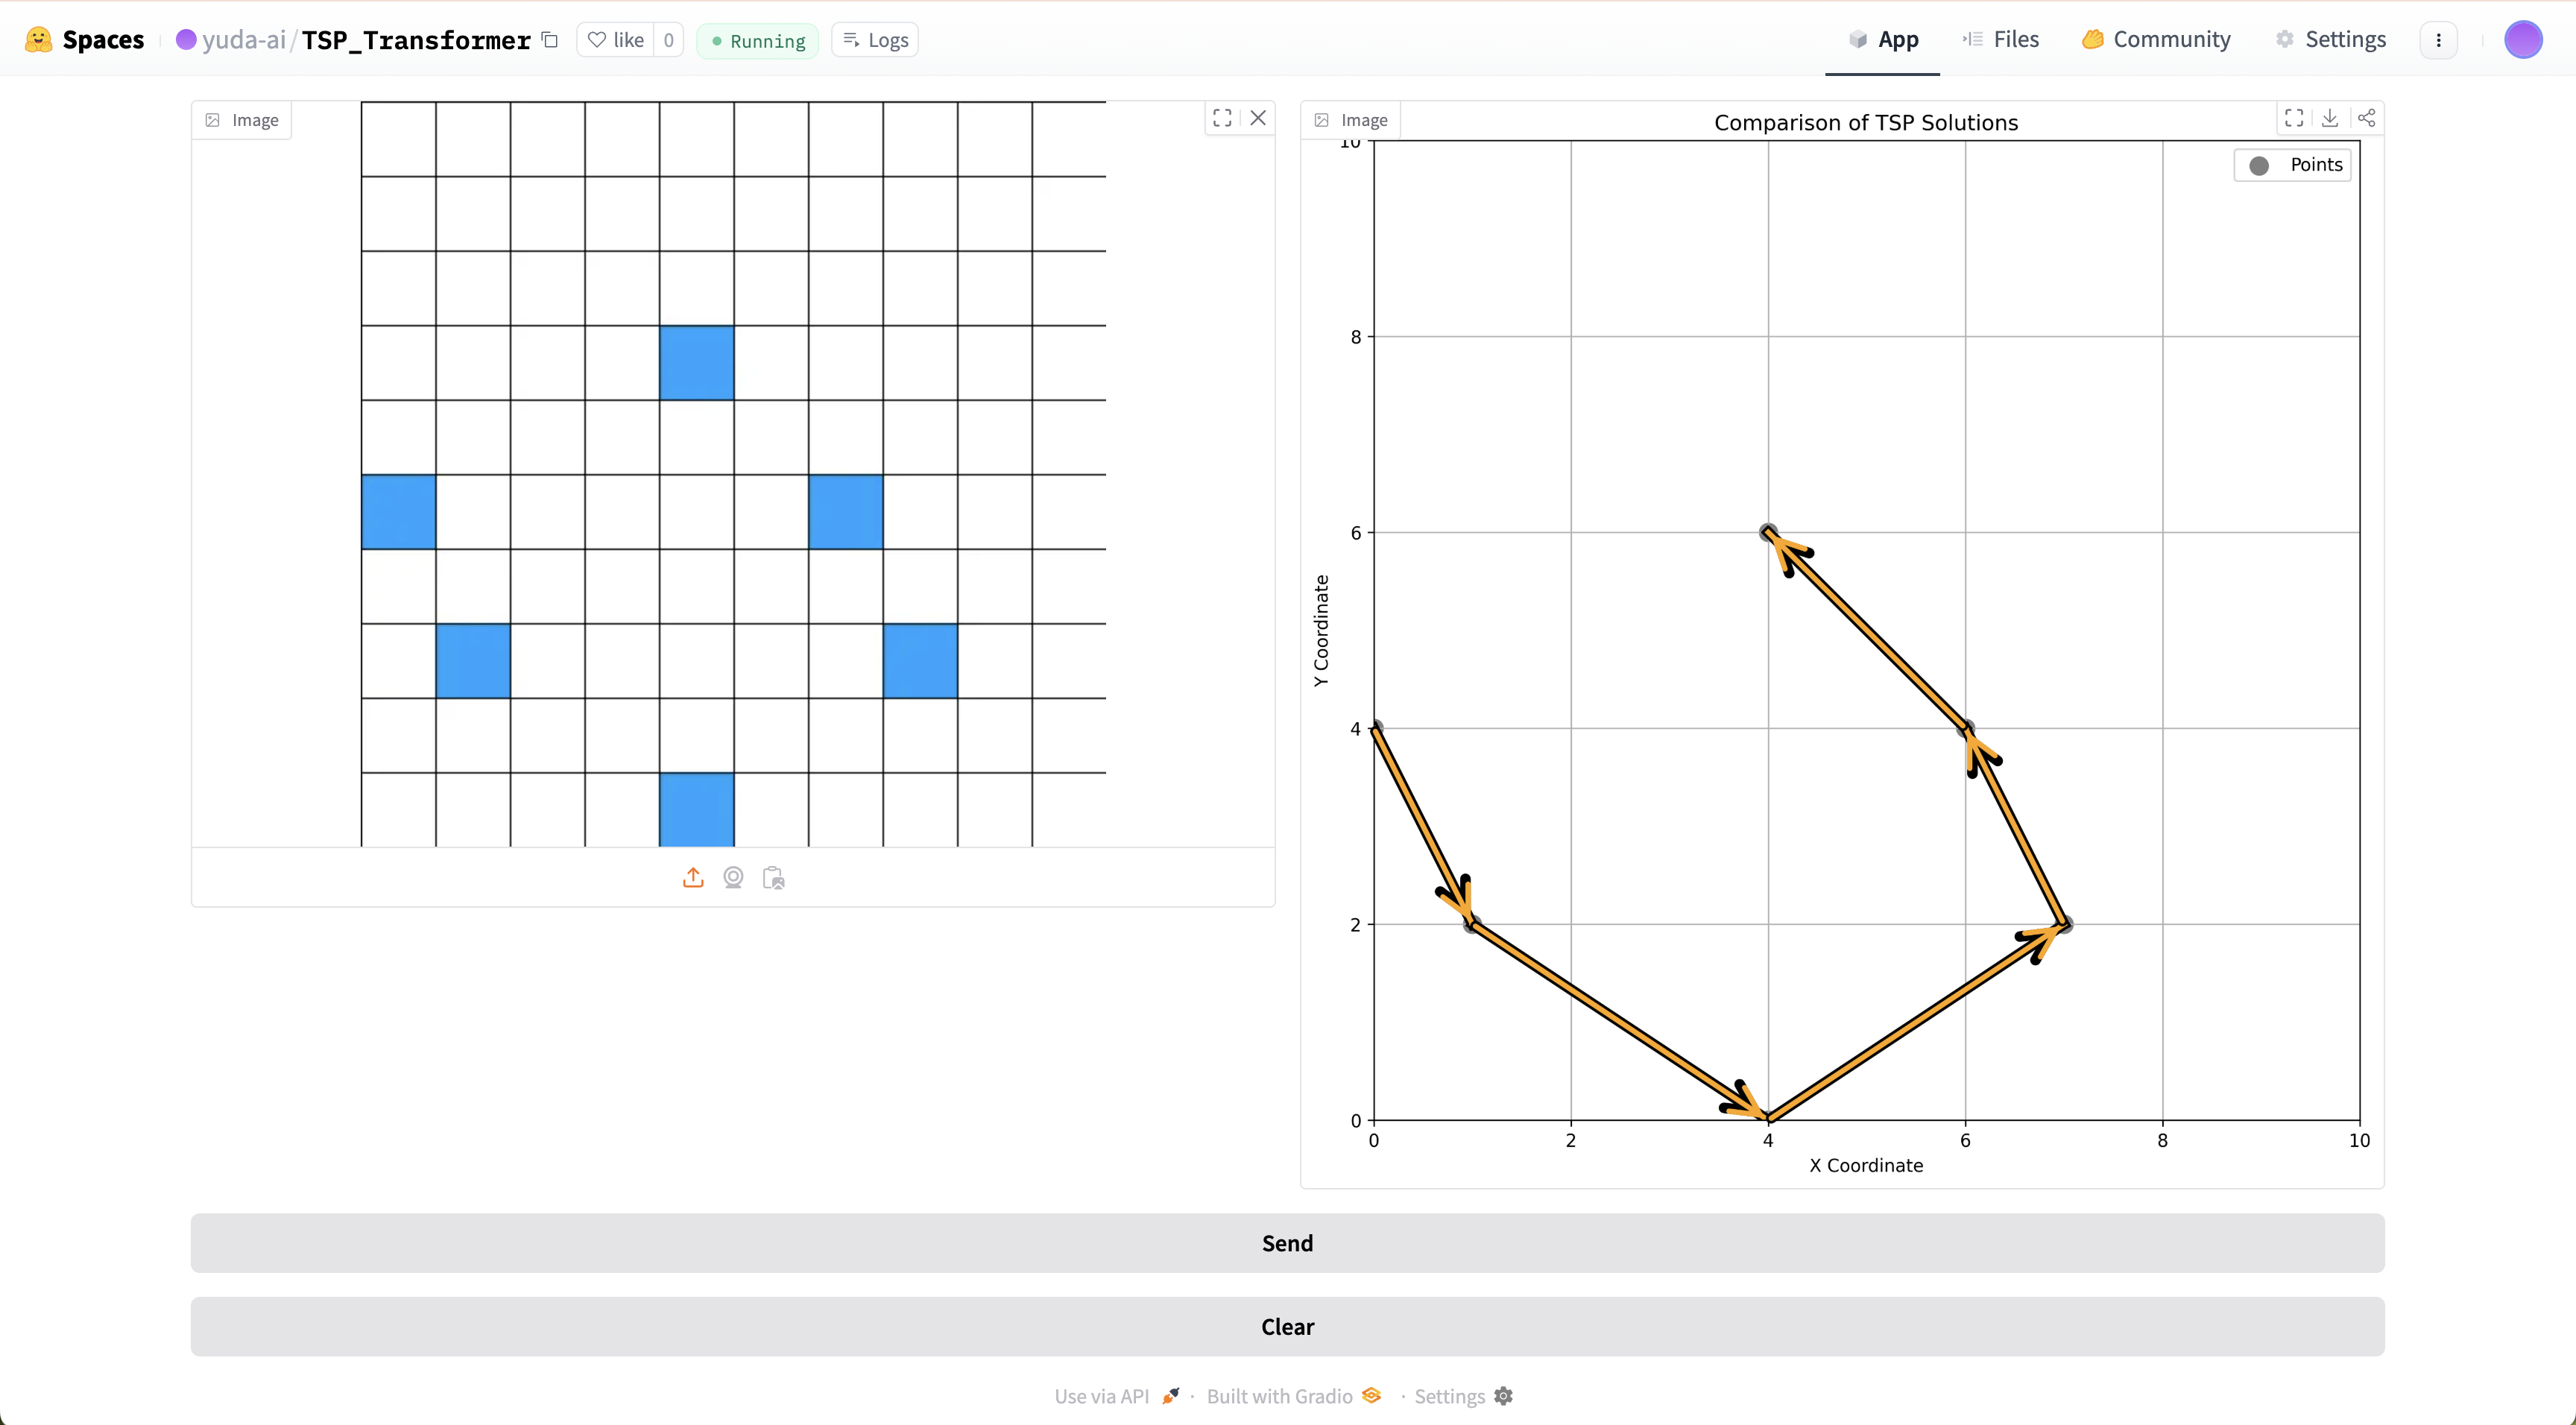 Spaces yuda-ai/TSP_Transformer like 0 Running Logs App Files Community Settings
Image
Image
Comparison of TSP Solutions
Points
10
8
6
4
2
0
Y Coordinate
0 2 4 6 8 10
X Coordinate
Send
Clear
Use via API · Built with Gradio · Settings